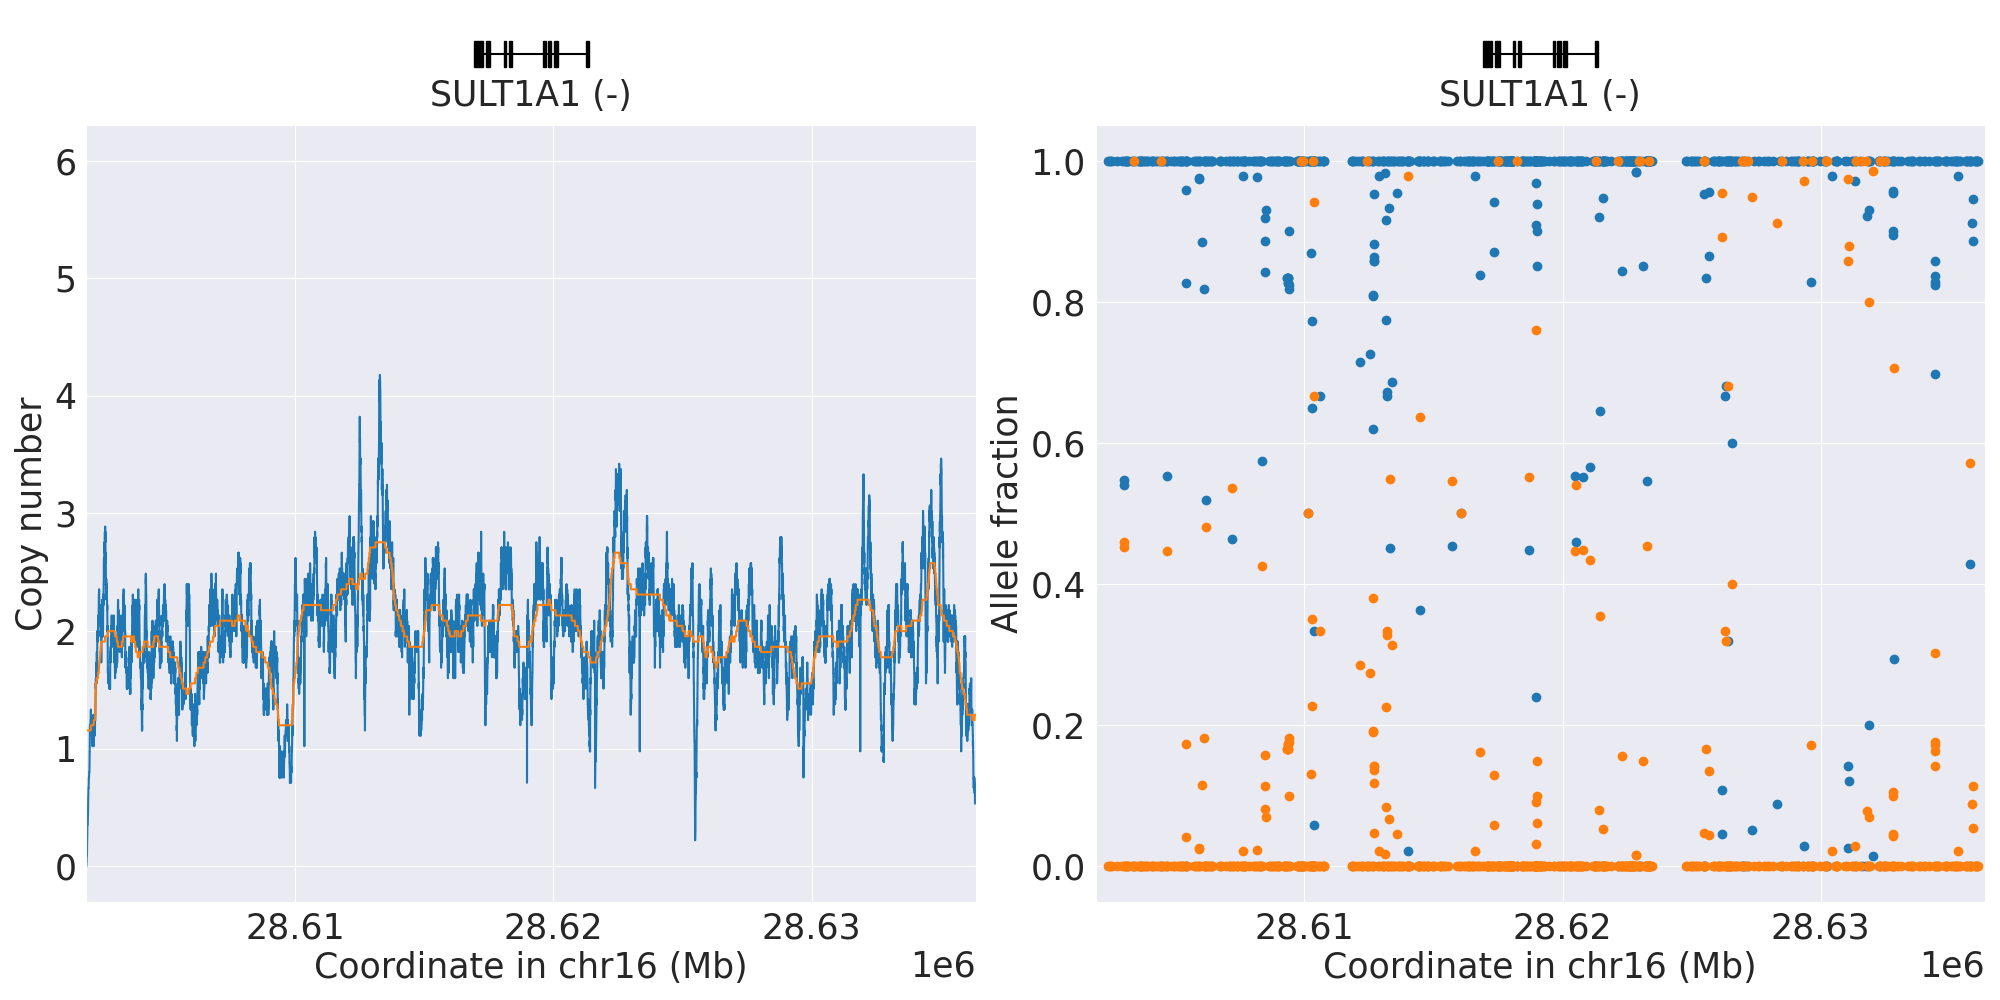 SULT1A1 (-)
6
5
4
3
2
1
0
Copy number
28.61
28.62
28.63
Coordinate in chr16 (Mb)
1e6
SULT1A1 (-)
1.0
0.8
0.6
0.4
0.2
0.0
Allele fraction
28.61
28.62
28.63
Coordinate in chr16 (Mb)
1e6